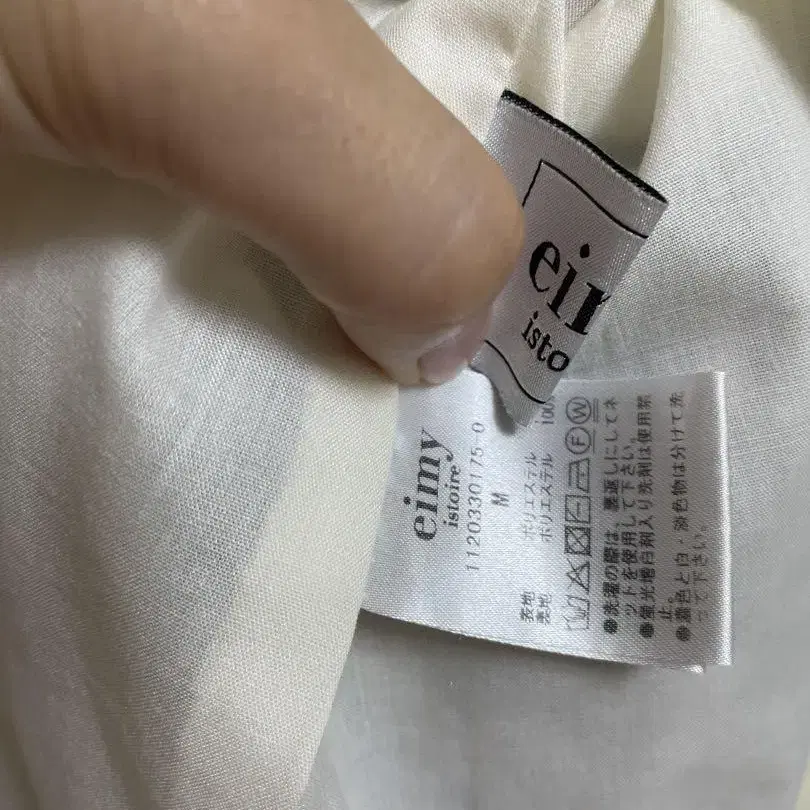 eimy
istoire
1120330175-0
M
表地 ポリエステル 100%
裏地 ポリエステル
F W
●洗濯の際は、裏返しにしてネ
ットを使用して下さい。
●蛍光増白剤入り洗剤は使用禁
止。
●濃色と白・淡色物は分けて洗
って下さい。